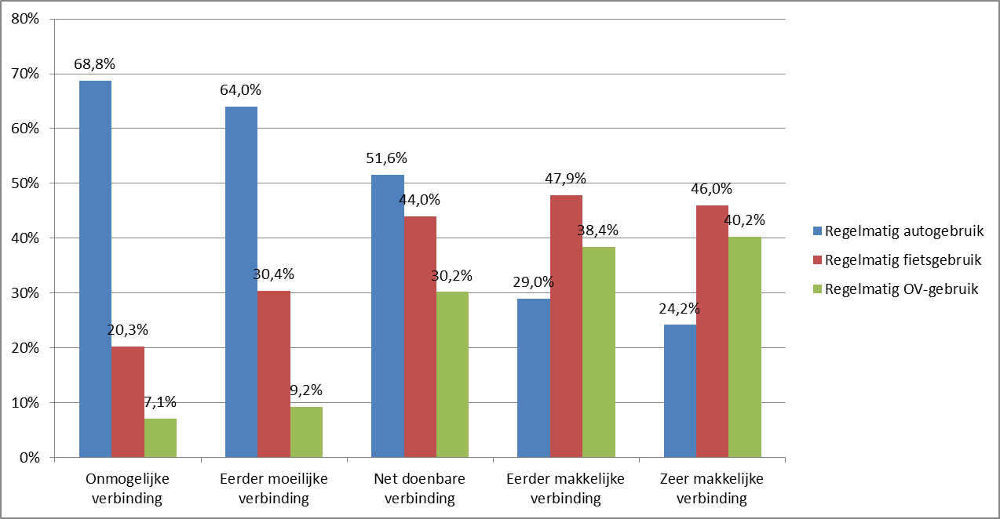 80%
70%
60%
50%
40%
30%
20%
10%
0%
68,8%
20,3%
7,1%
64,0%
30,4%
9,2%
51,6%
44,0%
30,2%
29,0%
47,9%
38,4%
24,2%
46,0%
40,2%
Onmogelijke
verbinding
Eerder moeilijke
verbinding
Net doenbare
verbinding
Eerder makkelijke
verbinding
Zeer makkelijke
verbinding
Regelmatig autogebruik
Regelmatig fietsgebruik
Regelmatig OV-gebruik